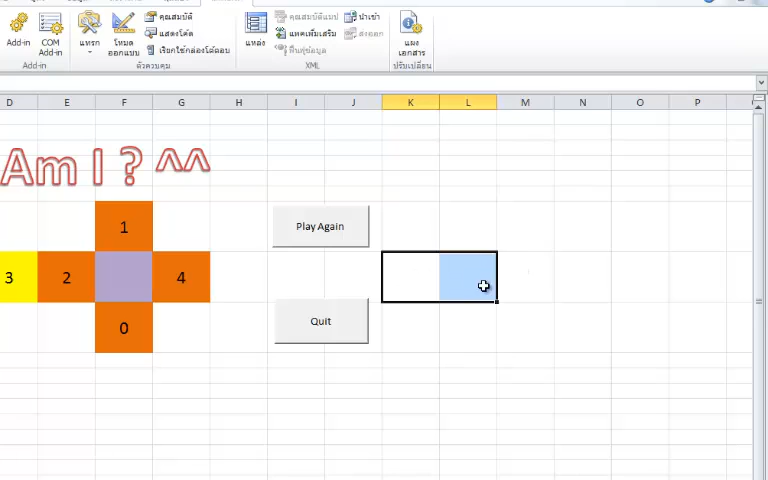 คุณสมบัติ
แสดงโค้ด
เรียกใช้กล่องโต้ตอบ
Add-in
COM Add-in
แทรก
โหมดออกแบบ
แหล่ง
คุณสมบัติแมป
แพคเพิ่มเสริม
ฟื้นฟูข้อมูล
นำเข้า
ส่งออก
แผงเอกสาร
Add-in
ตัวควบคุม
XML
ปรับเปลี่ยน
D E F G H I J K L M N O P
Am I ? ^^
1
Play Again
3 2 4
0
Quit